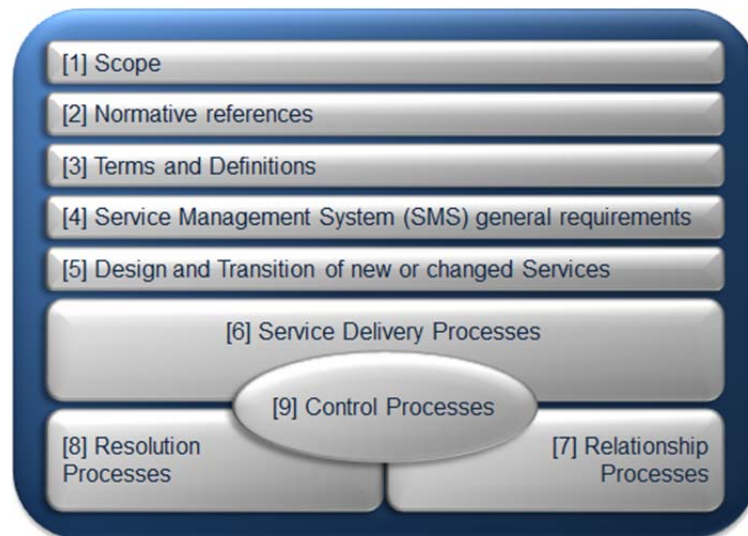 [1] Scope
[2] Normative references
[3] Terms and Definitions
[4] Service Management System (SMS) general requirements
[5] Design and Transition of new or changed Services
[6] Service Delivery Processes
[9] Control Processes
[8] Resolution
Processes
[7] Relationship
Processes